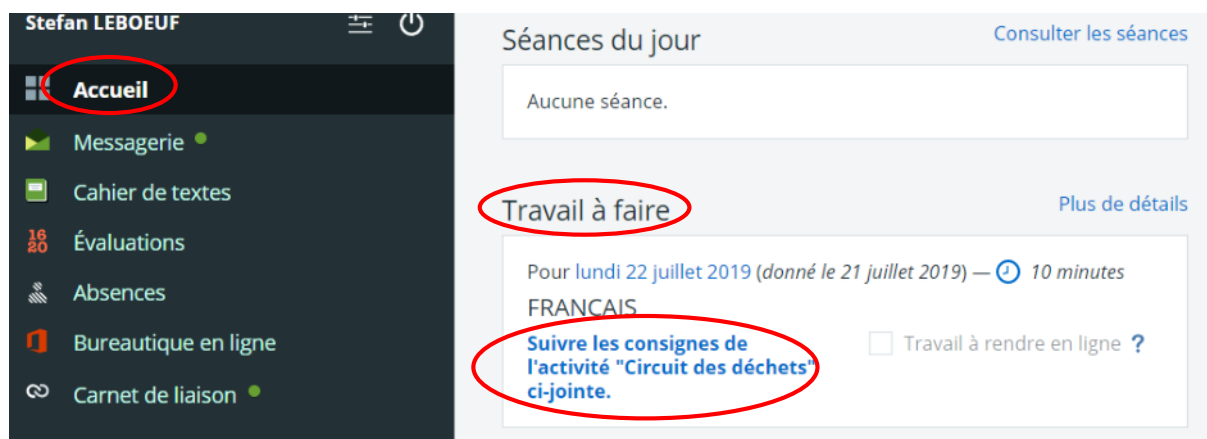 Stefan LEBOEUF
Accueil
Messagerie
Cahier de textes
16
20
Évaluations
Absences
Bureautique en ligne
Carnet de liaison
Séances du jour
Consulter les séances
Aucune séance.
Travail à faire
Plus de détails
Pour lundi 22 juillet 2019 (donné le 21 juillet 2019) — 10 minutes
FRANCAIS
Suivre les consignes de
l'activité "Circuit des déchets"
ci-jointe.
Travail à rendre en ligne ?